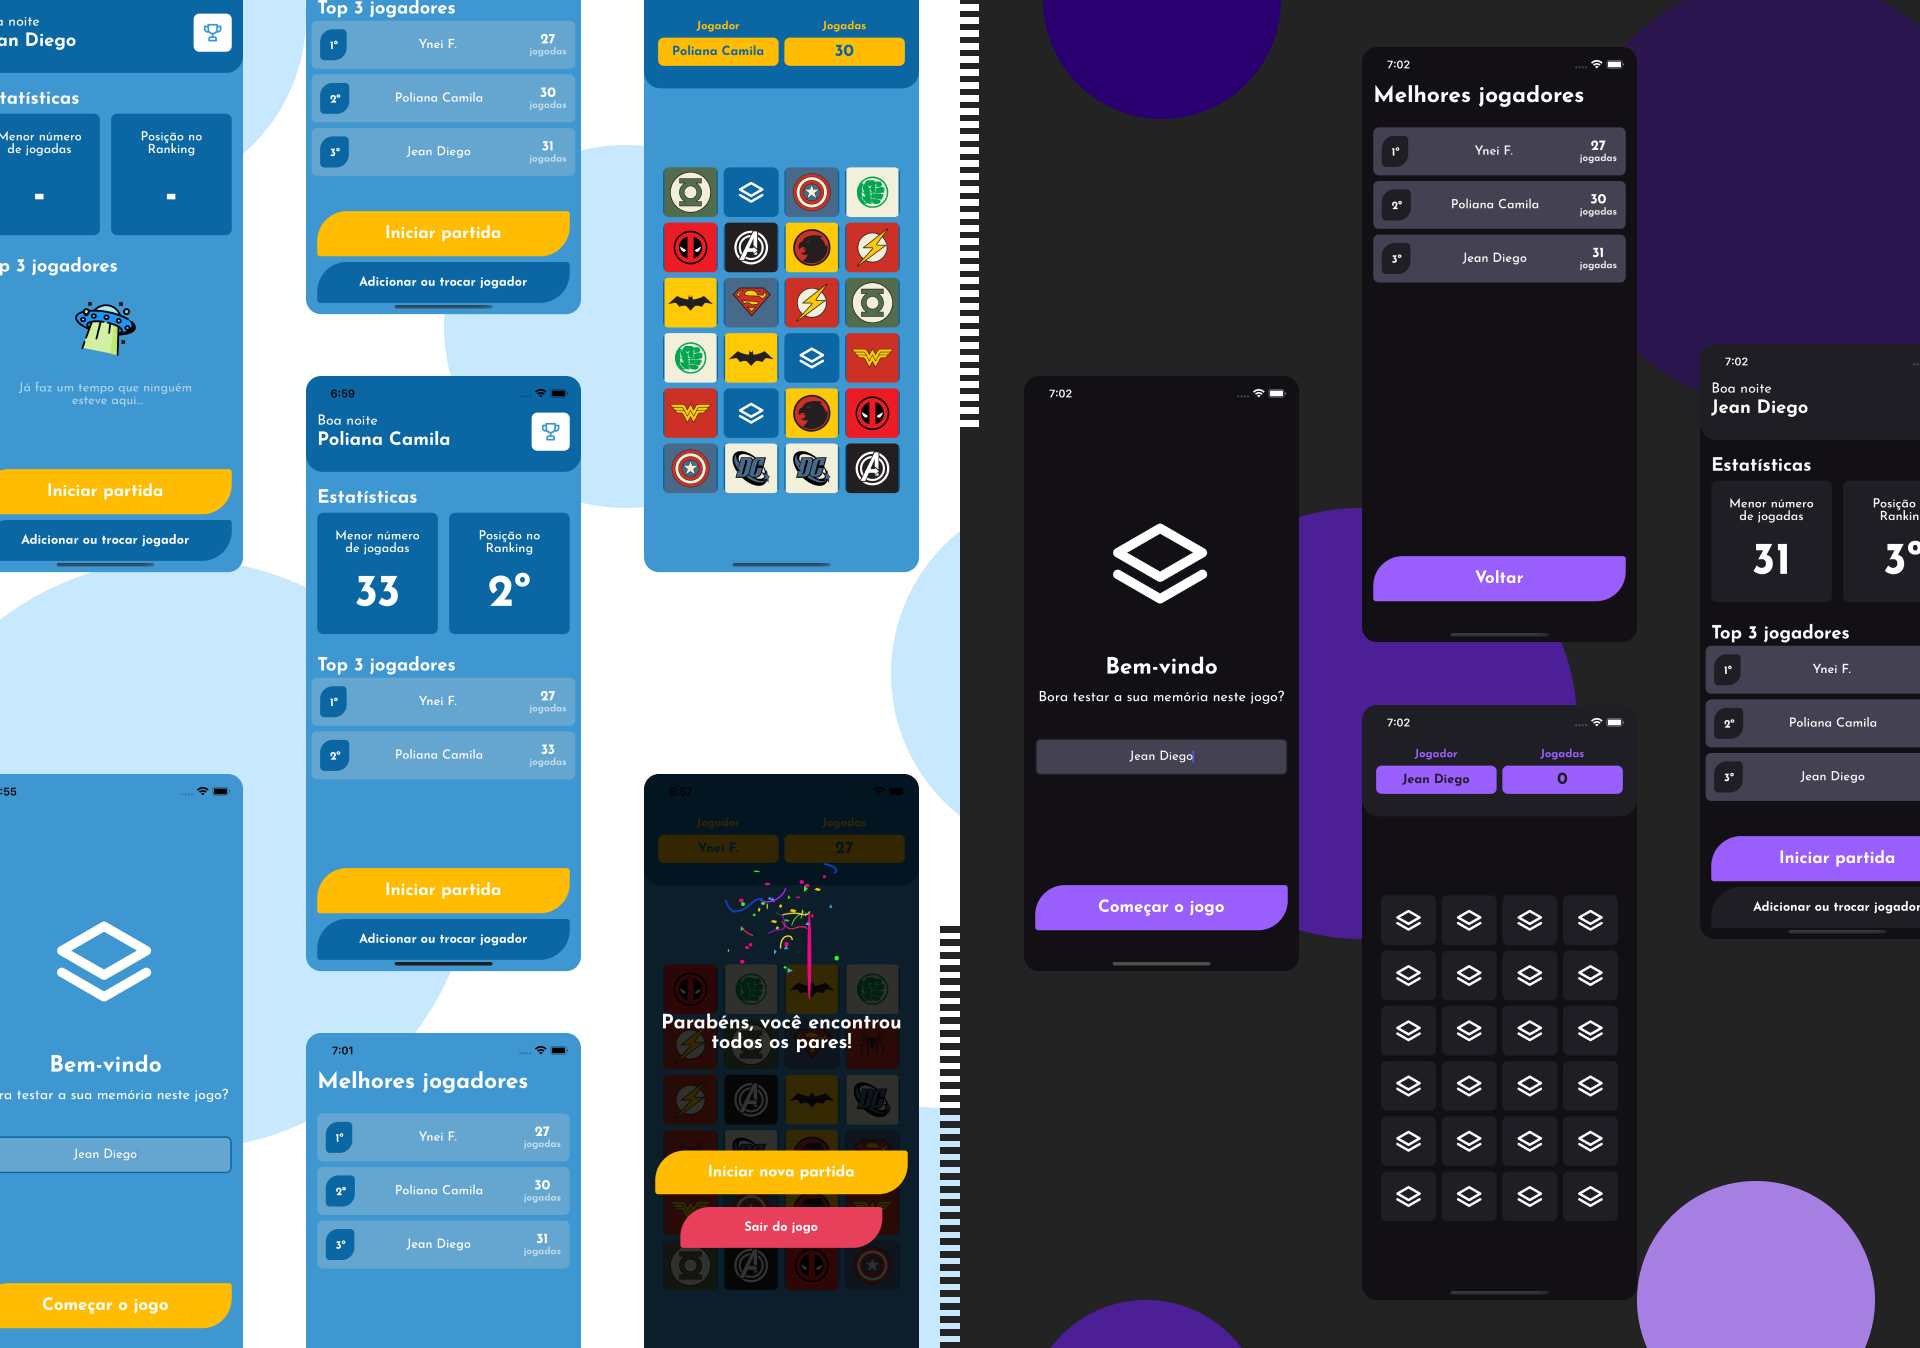 Boa noite
Jean Diego
Estatísticas
Menor número
de jogadas
-
Posição no
Ranking
-
Top 3 jogadores
Já faz um tempo que ninguém
esteve aqui...
Iniciar partida
Adicionar ou trocar jogador
:55
Bem-vindo
ra testar a sua memória neste jogo?
Jean Diego
Começar o jogo
Top 3 jogadores
1º Ynei F. 27
jogadas
2º Poliana Camila 30
jogadas
3º Jean Diego 31
jogadas
Iniciar partida
Adicionar ou trocar jogador
6:59
Boa noite
Poliana Camila
Estatísticas
Menor número
de jogadas
33
Posição no
Ranking
2º
Top 3 jogadores
1º Ynei F. 27
jogadas
2º Poliana Camila 33
jogadas
Iniciar partida
Adicionar ou trocar jogador
7:01
Melhores jogadores
1º Ynei F. 27
jogadas
2º Poliana Camila 30
jogadas
3º Jean Diego 31
jogadas
Jogador Jogadas
Poliana Camila 30
DC DC
6:57
Jogador Jogadas
Ynei F. 27
Parabéns, você encontrou
todos os pares!
DC
Iniciar nova partida
Sair do jogo
7:02
Bem-vindo
Bora testar a sua memória neste jogo?
Jean Diego
Começar o jogo
7:02
Melhores jogadores
1º Ynei F. 27
jogadas
2º Poliana Camila 30
jogadas
3º Jean Diego 31
jogadas
Voltar
7:02
Jogador Jogadas
Jean Diego 0
7:02
Boa noite
Jean Diego
Estatísticas
Menor número
de jogadas
31
Posição
Rankin
3º
Top 3 jogadores
1º Ynei F.
2º Poliana Camila
3º Jean Diego
Iniciar partida
Adicionar ou trocar jogador